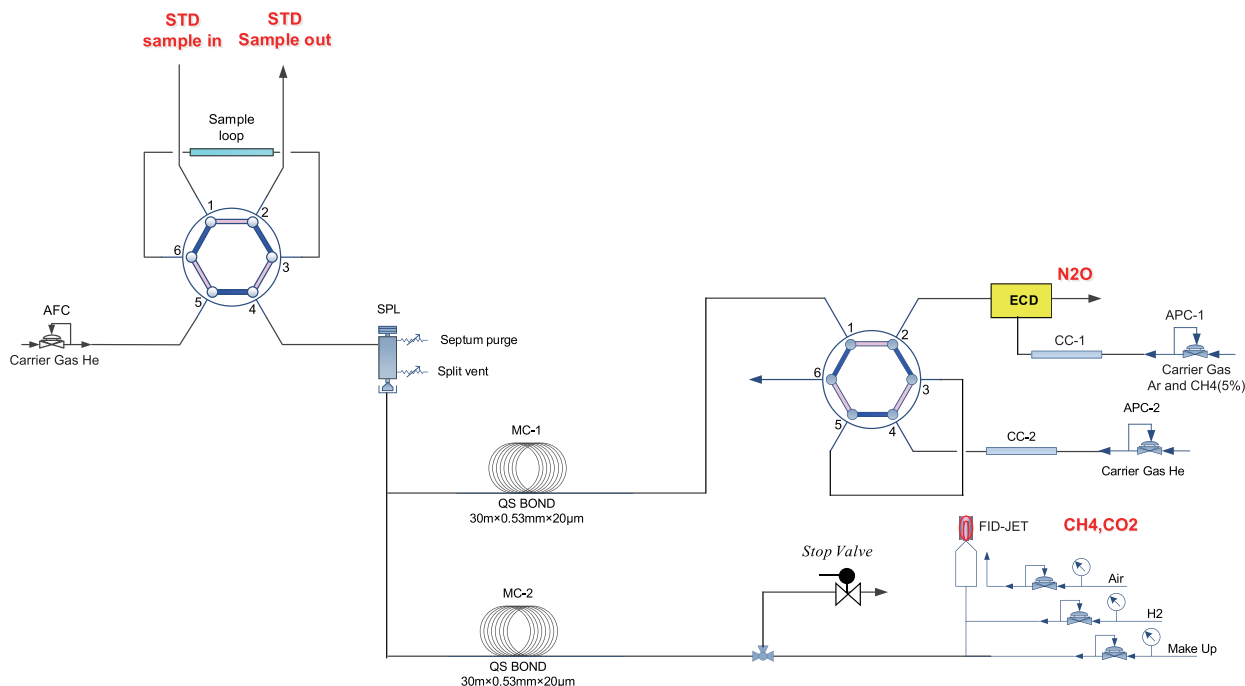 STD
sample in
STD
Sample out
Sample
loop
1
2
6
3
5
4
AFC
Carrier Gas He
SPL
Septum purge
Split vent
MC-1
QS BOND
30m×0.53mm×20μm
MC-2
QS BOND
30m×0.53mm×20μm
1
2
6
3
5
4
N2O
ECD
CC-1
APC-1
Carrier Gas
Ar and CH4(5%)
APC-2
CC-2
Carrier Gas He
FID-JET
CH4,CO2
Stop Valve
Air
H2
Make Up